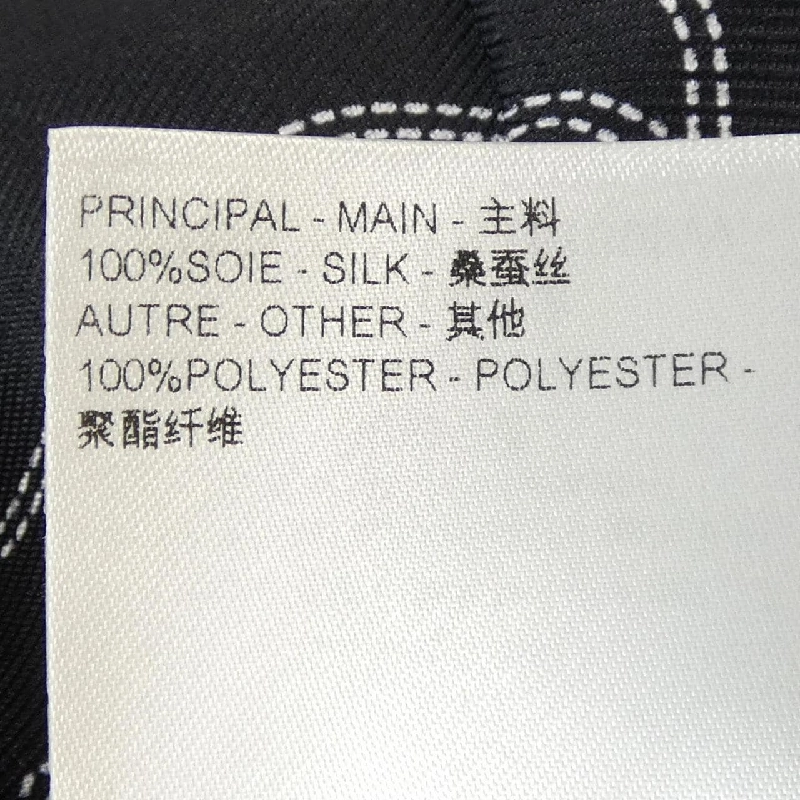 PRINCIPAL - MAIN - 主料
100%SOIE - SILK - 桑蚕丝
AUTRE - OTHER - 其他
100%POLYESTER - POLYESTER -
聚酯纤维